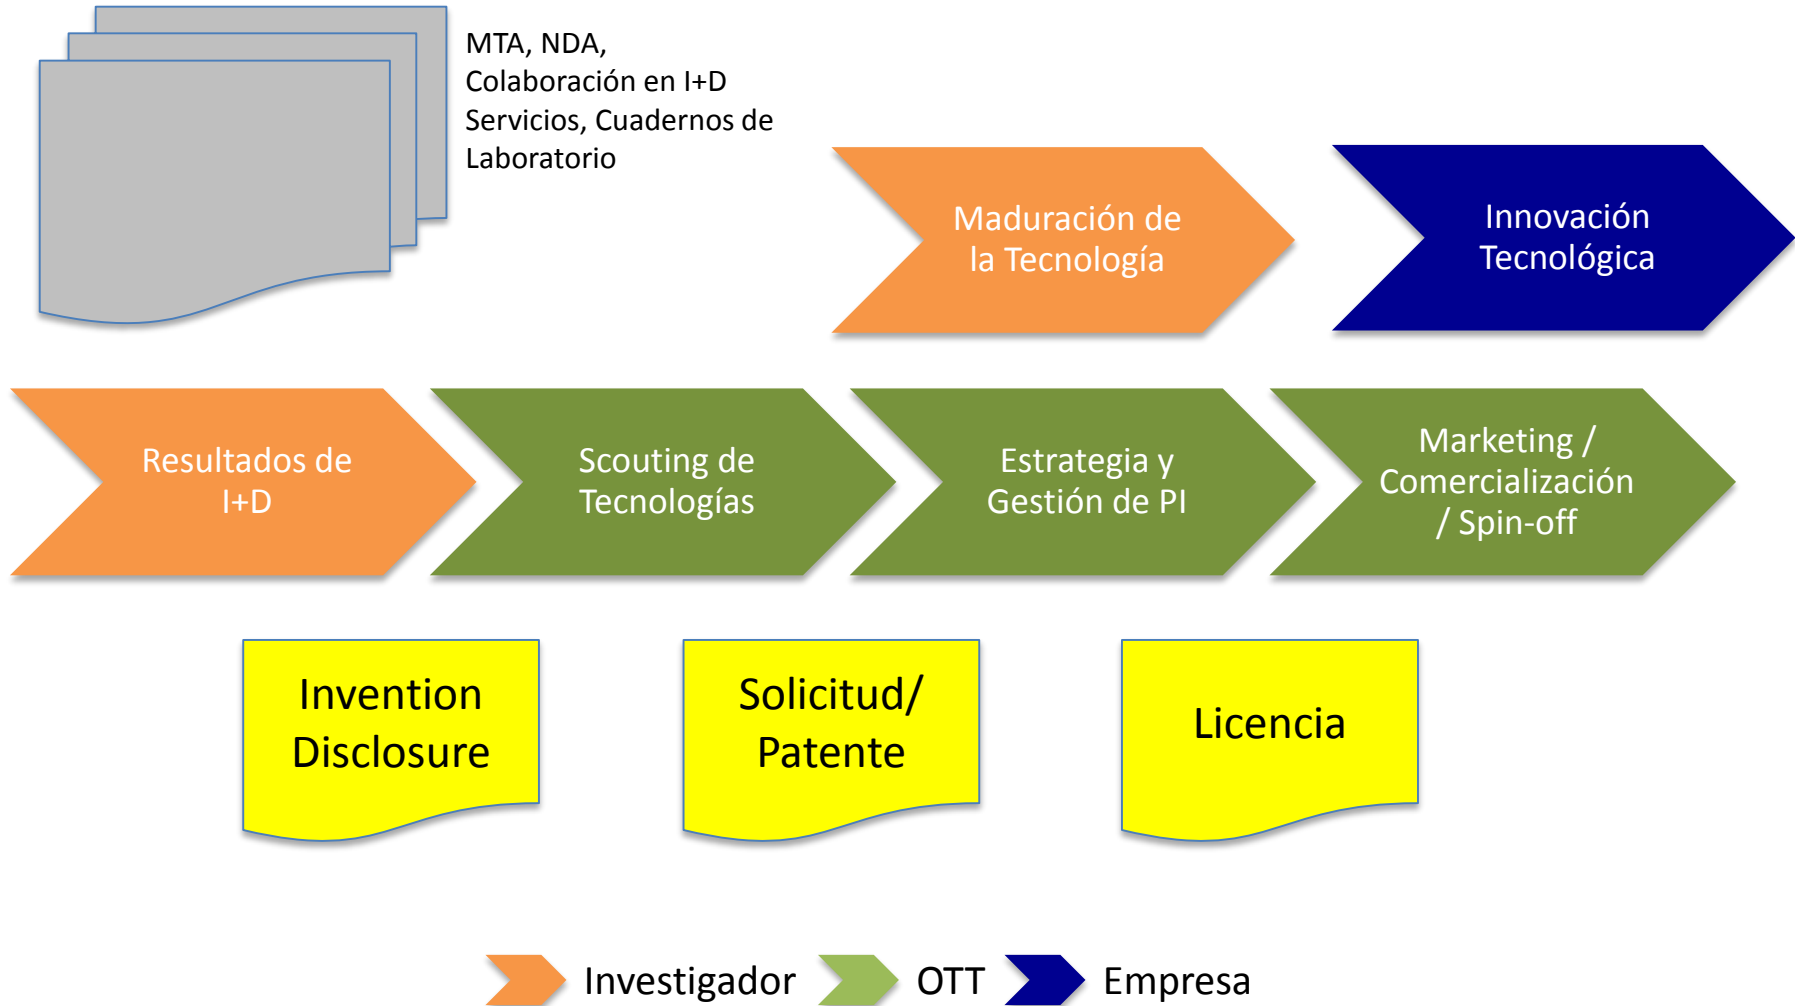 MTA, NDA,
Colaboración en I+D
Servicios, Cuadernos de
Laboratorio
Maduración de
la Tecnología
Innovación
Tecnológica
Resultados de
I+D
Scouting de
Tecnologías
Estrategia y
Gestión de PI
Marketing /
Comercialización
/ Spin-off
Invention
Disclosure
Solicitud/
Patente
Licencia
Investigador
OTT
Empresa